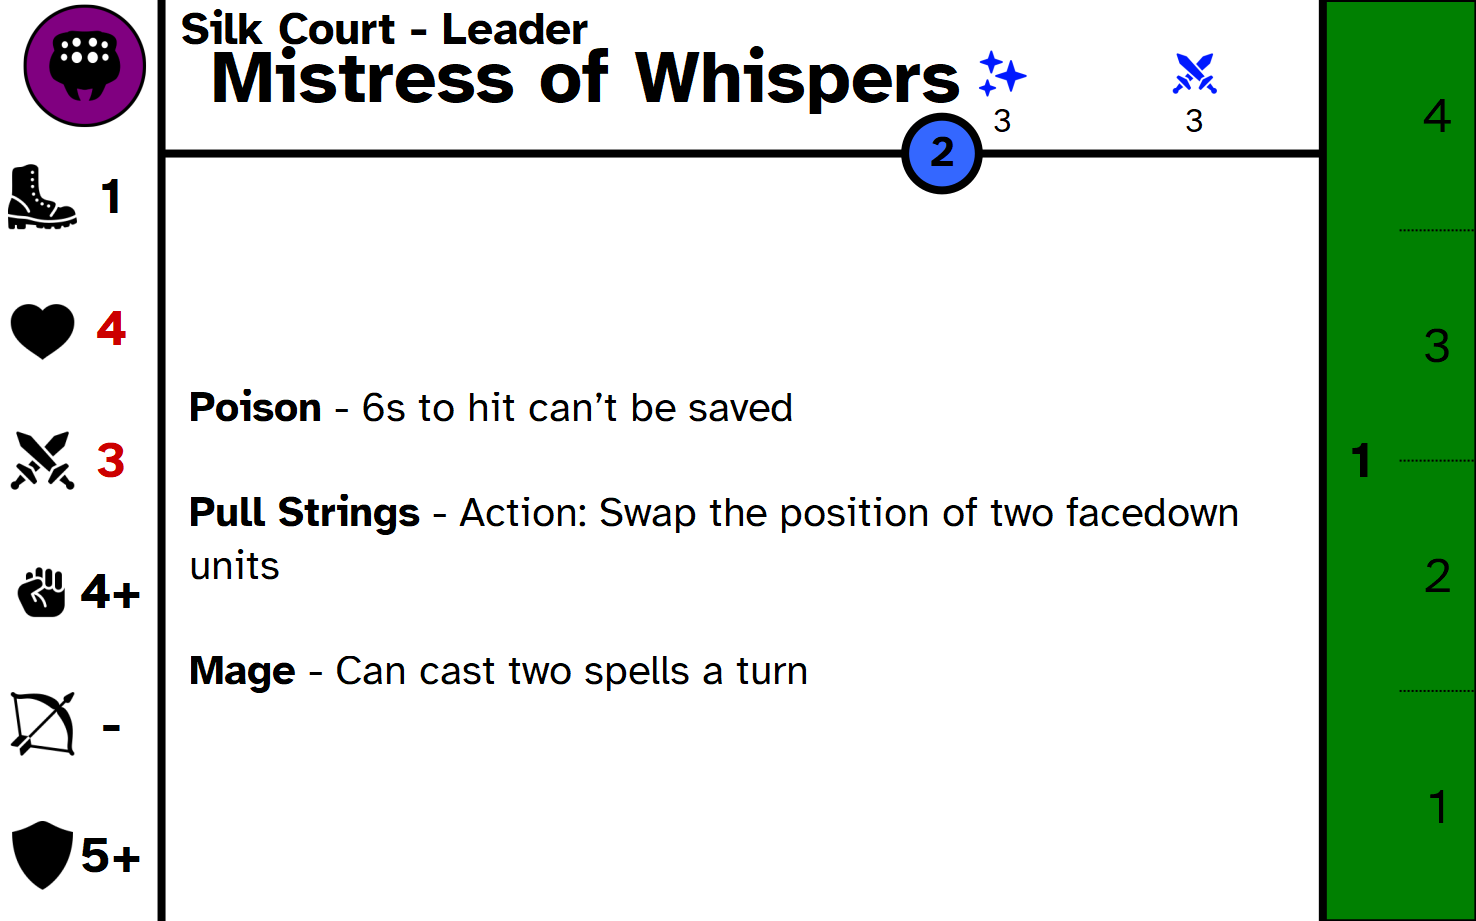 Silk Court - Leader
Mistress of Whispers
3
3
2
1
4
3
4+
-
5+
Poison - 6s to hit can’t be saved
Pull Strings - Action: Swap the position of two facedown
units
Mage - Can cast two spells a turn
4
3
1
2
1